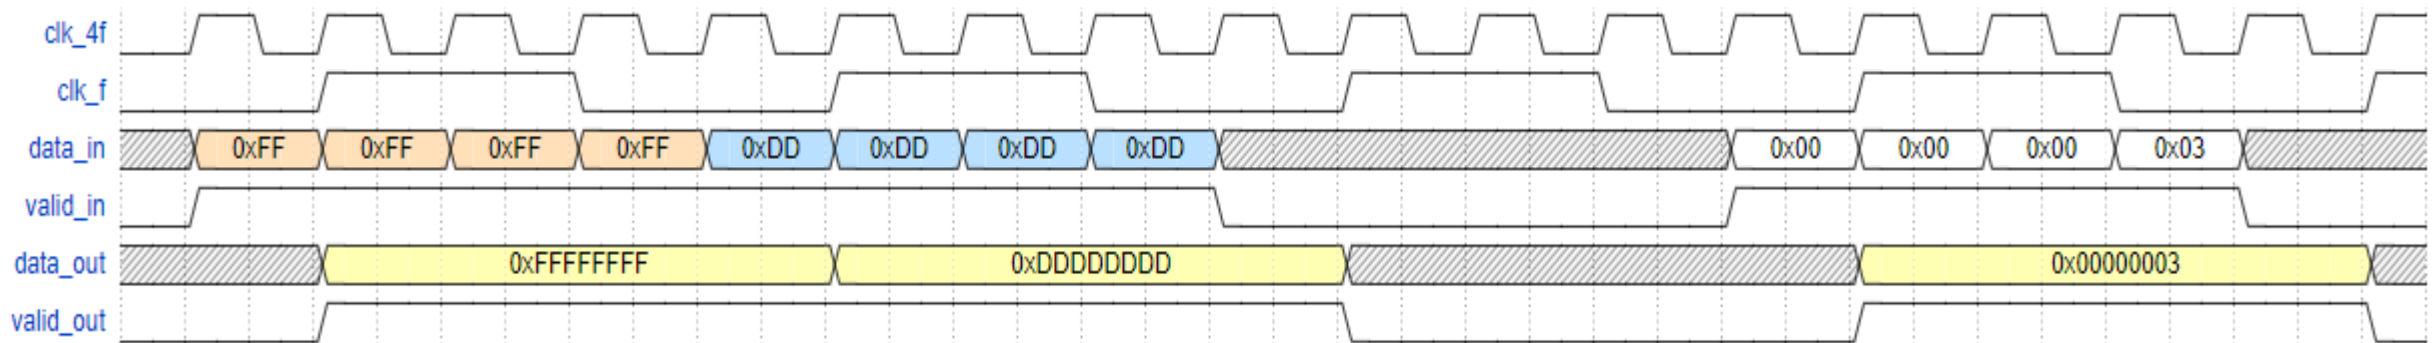 clk_4f
clk_f
data_in 0xFF 0xFF 0xFF 0xFF 0xDD 0xDD 0xDD 0xDD 0x00 0x00 0x00 0x03
valid_in
data_out 0xFFFFFFFF 0xDDDDDDDD 0x00000003
valid_out